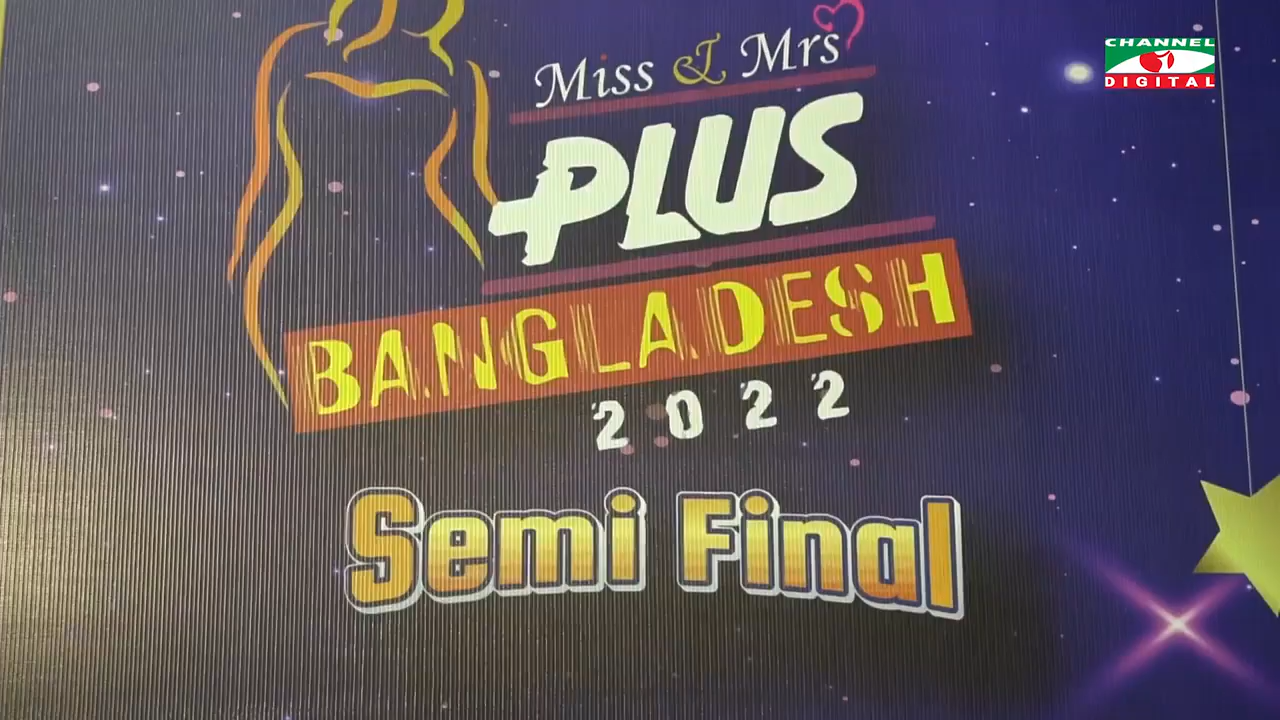 Miss & Mrs
PLUS
BANGLADESH
2022
Semi Final
CHANNEL
DIGITAL